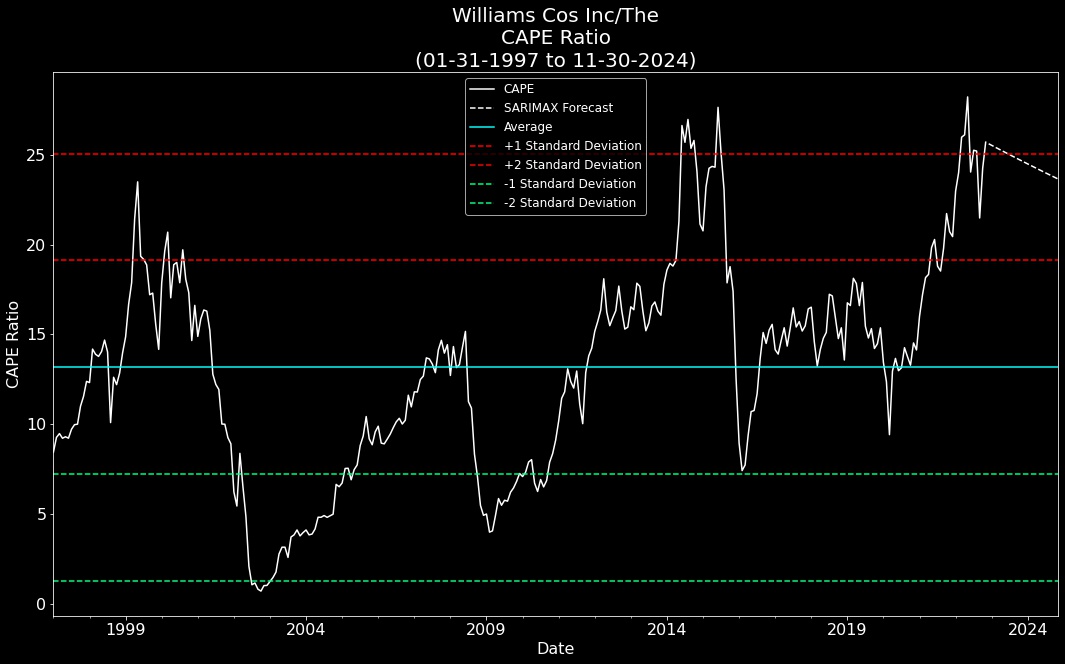 Williams Cos Inc/The
CAPE Ratio
(01-31-1997 to 11-30-2024)
CAPE
SARIMAX Forecast
Average
+1 Standard Deviation
+2 Standard Deviation
-1 Standard Deviation
-2 Standard Deviation
CAPE Ratio
25
20
15
10
5
0
1999 2004 2009 2014 2019 2024
Date